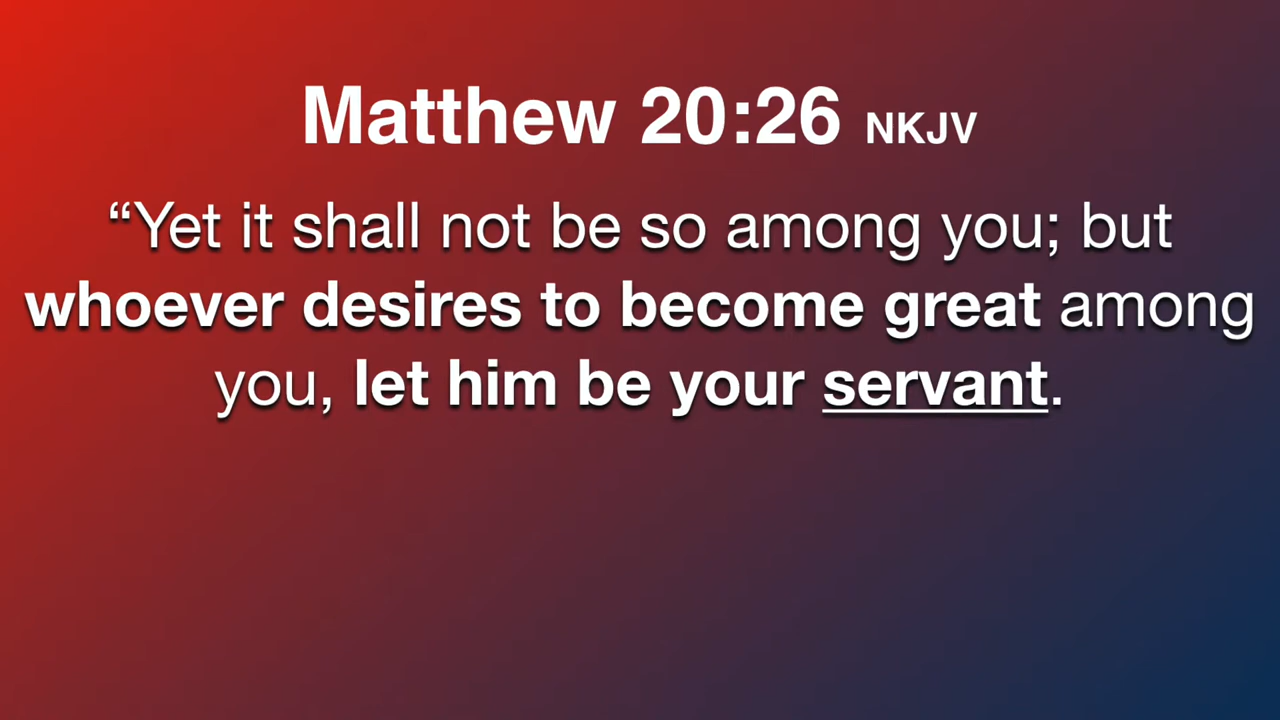 Matthew 20:26 NKJV
“Yet it shall not be so among you; but
whoever desires to become great among
you, let him be your servant.